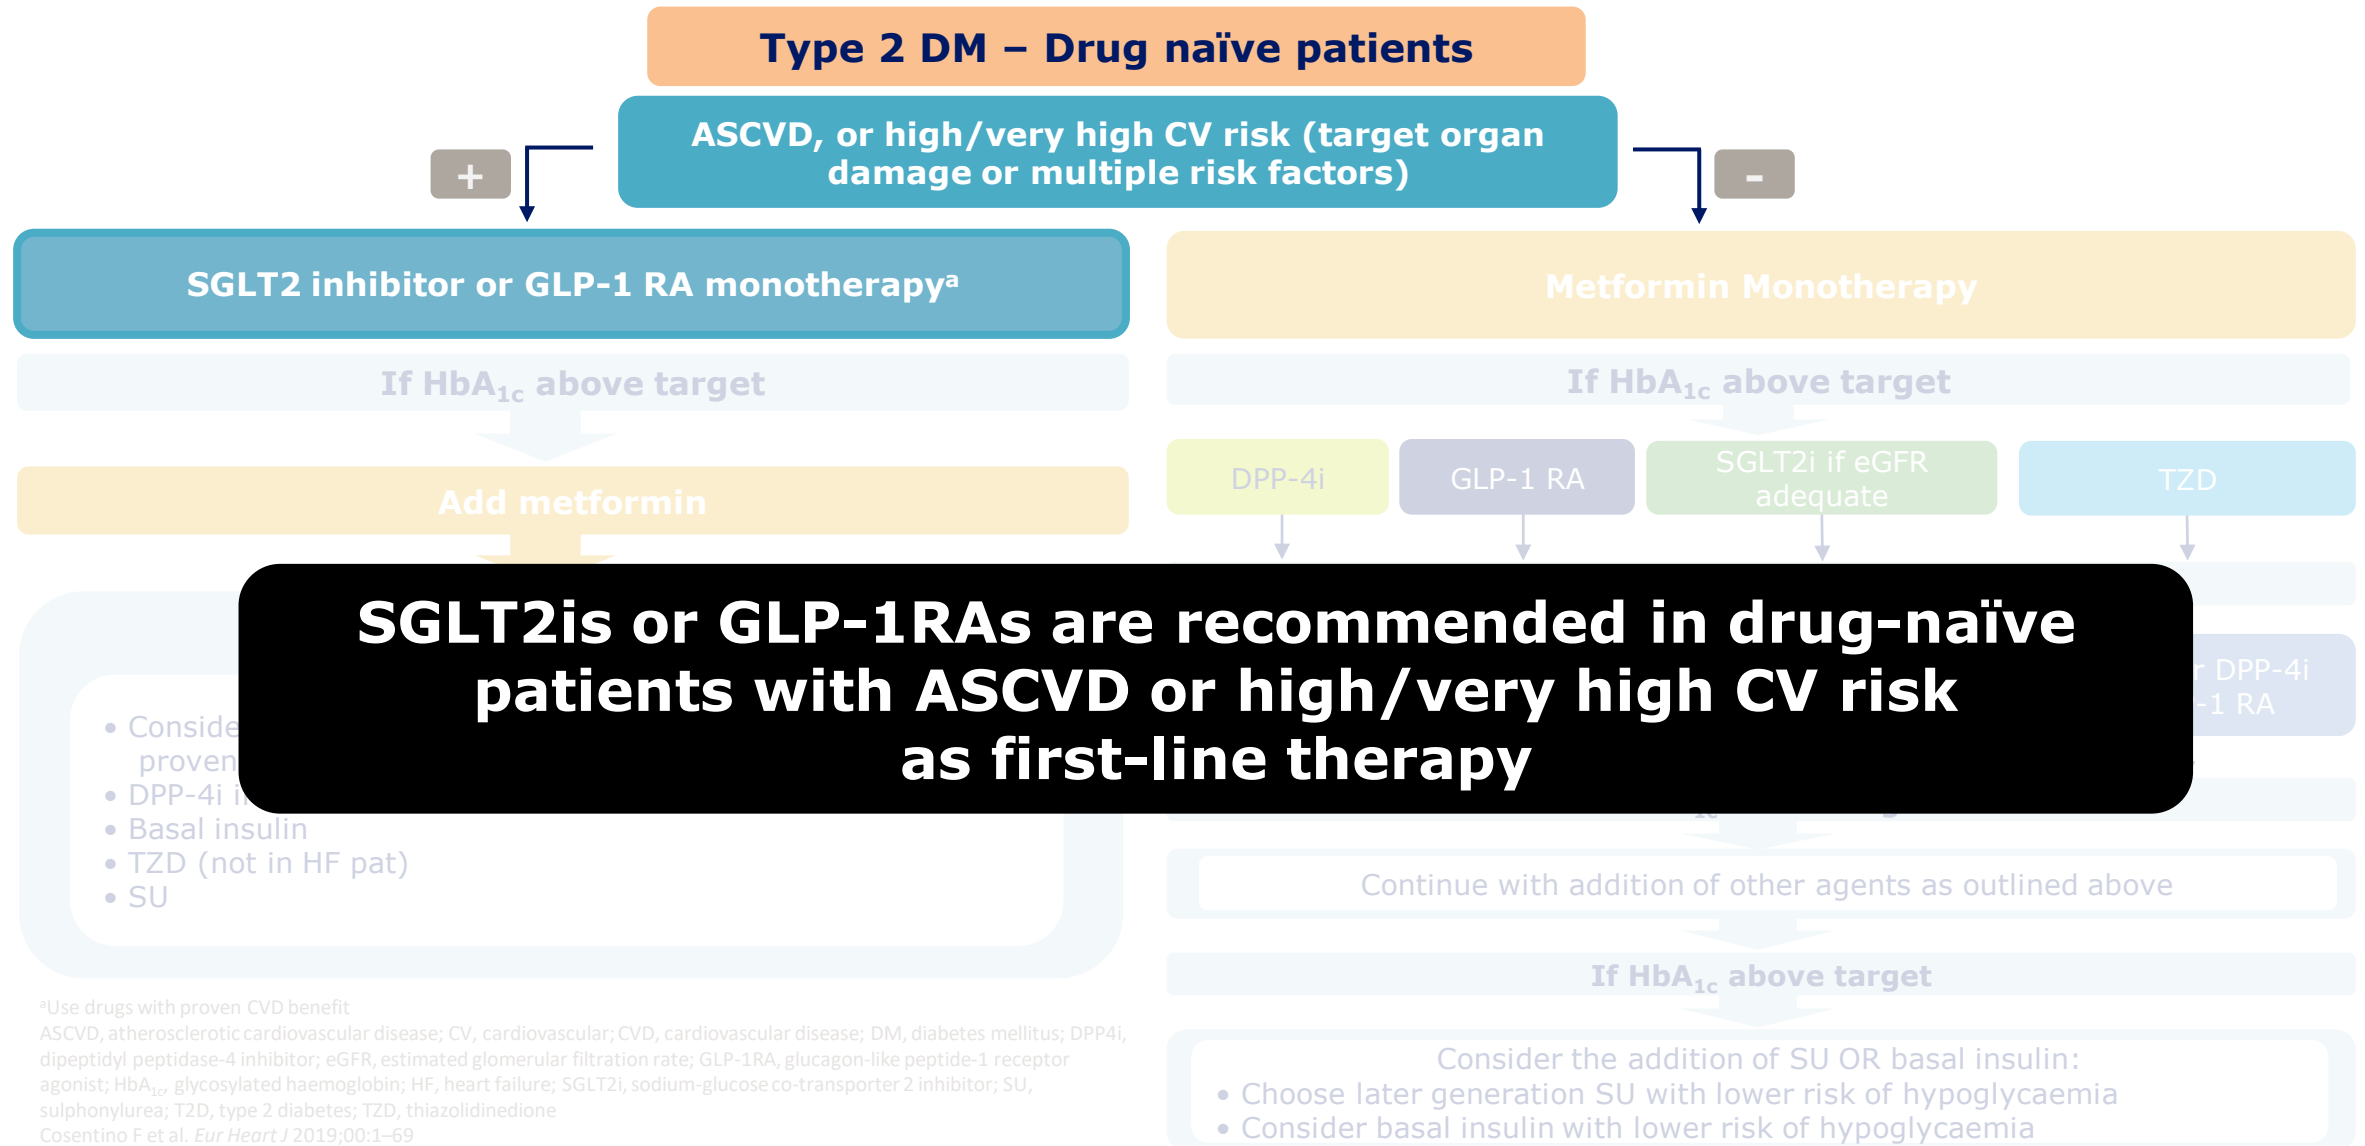 Type 2 DM – Drug naïve patients
ASCVD, or high/very high CV risk (target organ
damage or multiple risk factors)
+
-
SGLT2 inhibitor or GLP-1 RA monotherapyᵃ
Metformin Monotherapy
If HbA₁c above target
If HbA₁c above target
Add metformin
DPP-4i
GLP-1 RA
SGLT2i if eGFR
adequate
TZD
SGLT2is or GLP-1RAs are recommended in drug-naïve
patients with ASCVD or high/very high CV risk
as first-line therapy
DPP-4i
-1 RA
• proven
• DPP-4i
• Basal insulin
• TZD (not in HF pat)
• SU
Continue with addition of other agents as outlined above
If HbA₁c above target
Consider the addition of SU OR basal insulin:
• Choose later generation SU with lower risk of hypoglycaemia
• Consider basal insulin with lower risk of hypoglycaemia
ᵃUse drugs with proven CVD benefit
ASCVD, atherosclerotic cardiovascular disease; CV, cardiovascular; CVD, cardiovascular disease; DM, diabetes mellitus; DPP4i,
dipeptidyl peptidase-4 inhibitor; eGFR, estimated glomerular filtration rate; GLP-1RA, glucagon-like peptide-1 receptor
agonist; HbA₁c, glycosylated haemoglobin; HF, heart failure; SGLT2i, sodium-glucose co-transporter 2 inhibitor; SU,
sulphonylurea; T2D, type 2 diabetes; TZD, thiazolidinedione
Cosentino F et al. Eur Heart J 2019;00:1–69